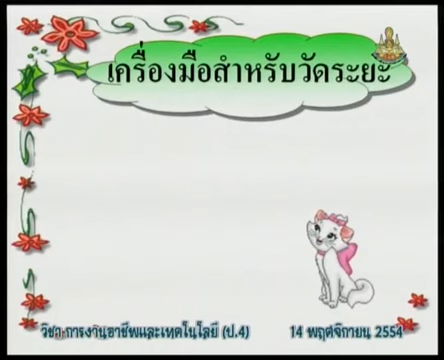 เครื่องมือสำหรับวัดระยะ
วิชา การงานอาชีพและเทคโนโลยี (ป.4)
14 พฤศจิกายน 2554